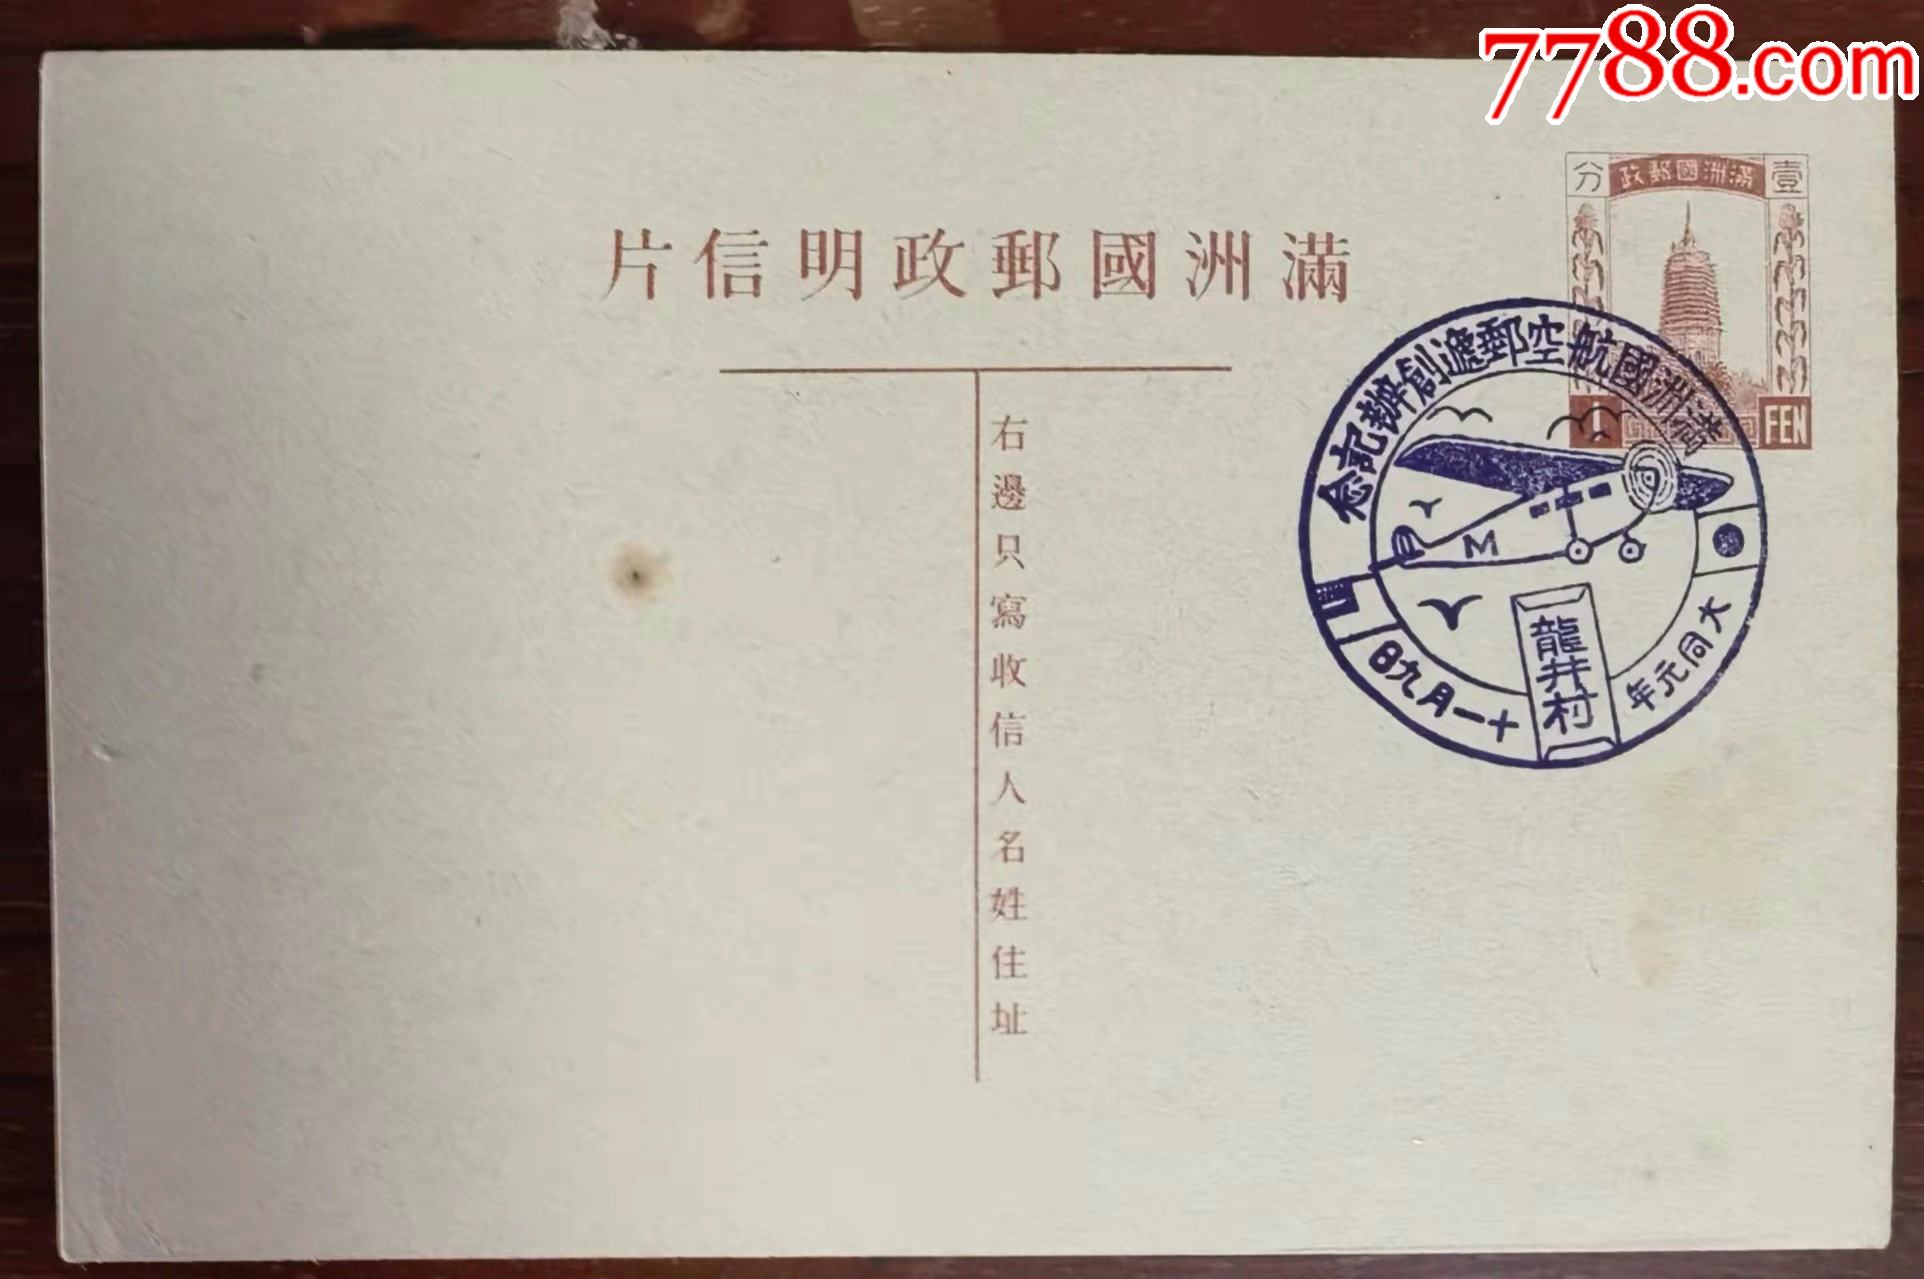 7788.com
壹 滿洲國郵政 分
滿洲國郵政明信片
1 FEN
滿洲國航空郵遞創辦記念
M
大同元年
十一月九日
龍井村
右邊只寫收信人名姓住址